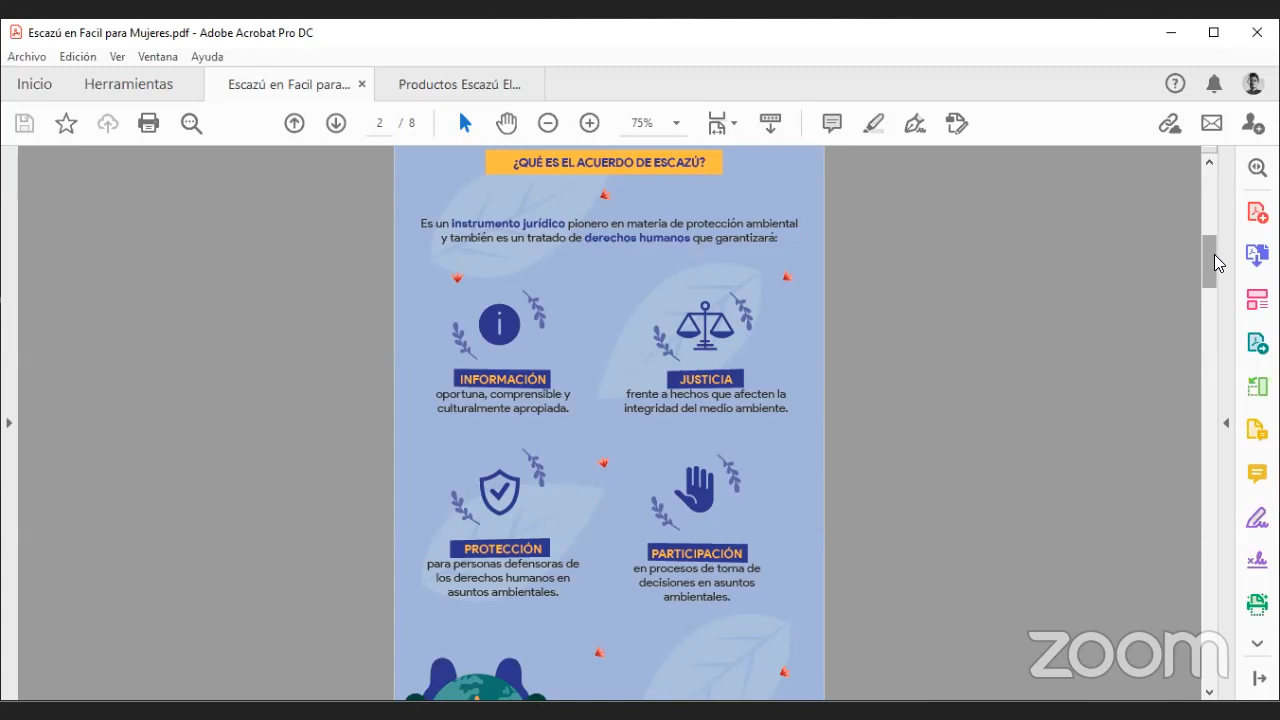 Escazú en Facil para Mujeres.pdf - Adobe Acrobat Pro DC
Archivo Edición Ver Ventana Ayuda
Inicio Herramientas Escazú en Facil para... Productos Escazú El...
2 / 8 75%
¿QUÉ ES EL ACUERDO DE ESCAZÚ?
Es un instrumento jurídico pionero en materia de protección ambiental
y también es un tratado de derechos humanos que garantizará:
INFORMACIÓN
oportuna, comprensible y
culturalmente apropiada.
JUSTICIA
frente a hechos que afecten la
integridad del medio ambiente.
PROTECCIÓN
para personas defensoras de
los derechos humanos en
asuntos ambientales.
PARTICIPACIÓN
en procesos de toma de
decisiones en asuntos
ambientales.
zoom